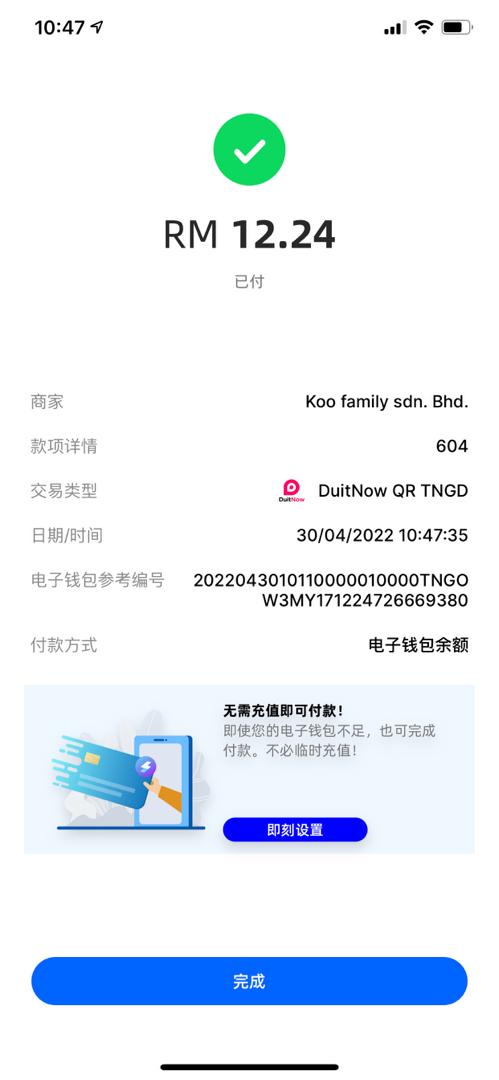 10:47
RM 12.24
已付
商家 Koo family sdn. Bhd.
款项详情 604
交易类型 DuitNow DuitNow QR TNGD
日期/时间 30/04/2022 10:47:35
电子钱包参考编号 2022043010110000010000TNGO
W3MY171224726669380
付款方式 电子钱包余额
无需充值即可付款！
即使您的电子钱包不足，也可完成
付款。不必临时充值！
即刻设置
完成